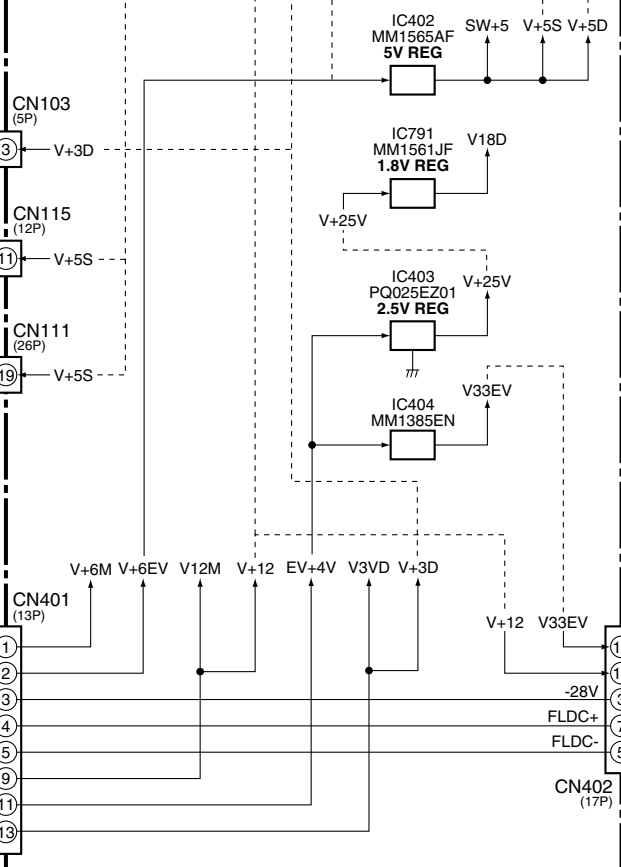 IC402
MM1565AF
5V REG
SW+5
V+5S
V+5D
CN103
(5P)
3
V+3D
IC791
MM1561JF
1.8V REG
V18D
V+25V
CN115
(12P)
11
V+5S
IC403
PQ025EZ01
2.5V REG
V+25V
CN111
(26P)
19
V+5S
IC404
MM1385EN
V33EV
V+6M
V+6EV
V12M
V+12
EV+4V
V3VD
V+3D
CN401
(13P)
V+12
V33EV
1
2
3
-28V
4
FLDC+
5
FLDC-
9
11
13
CN402
(17P)